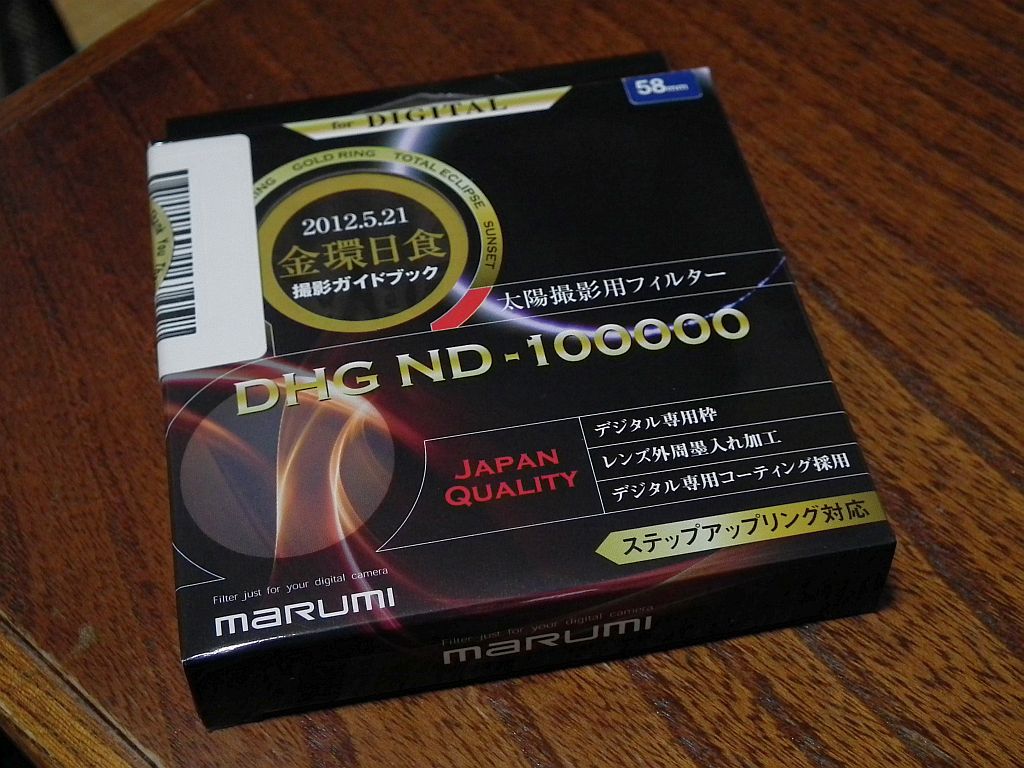 for DIGITAL
58mm
RING GOLD RING TOTAL ECLIPSE SUNSET
2012.5.21
金環日食
撮影ガイドブック
太陽撮影用フィルター
DHG ND-100000
JAPAN
QUALITY
デジタル専用枠
レンズ外周墨入れ加工
デジタル専用コーティング採用
ステップアップリング対応
Filter just for your digital camera
marumi
Filter just for your digital camera
marumi